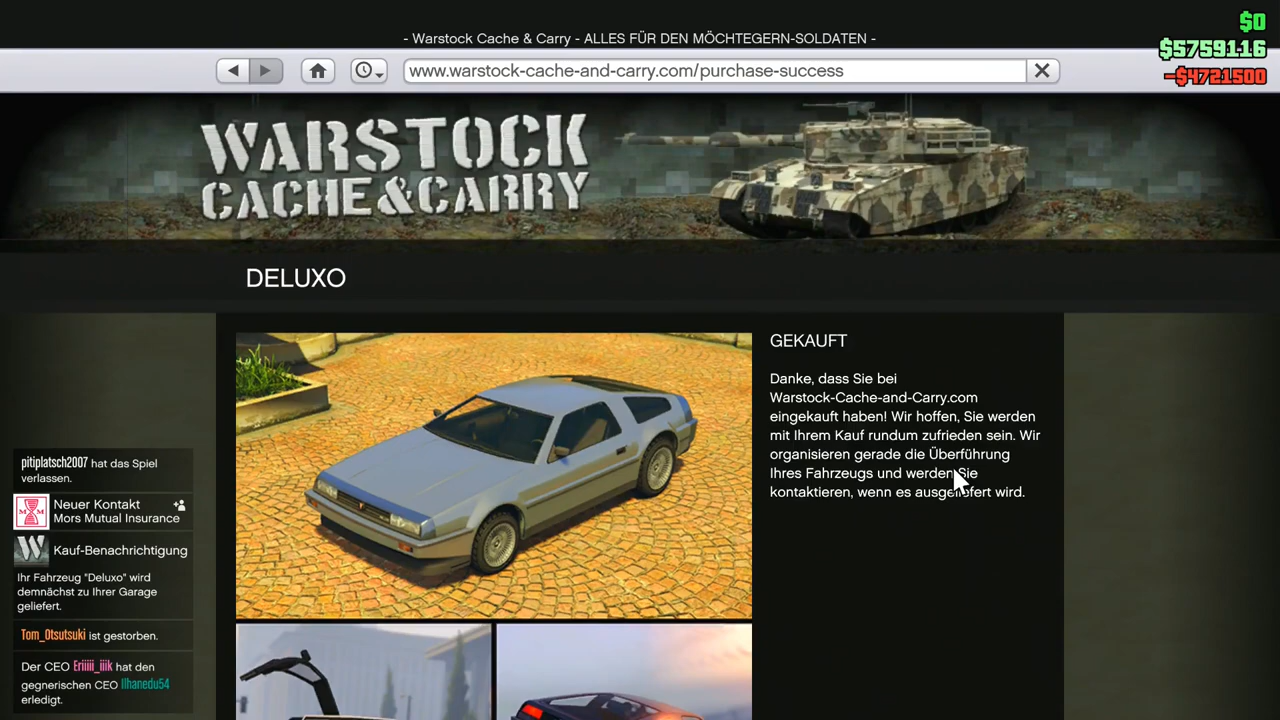 - Warstock Cache & Carry - ALLES FÜR DEN MÖCHTEGERN-SOLDATEN -
$0
$5759116
-$4721500
www.warstock-cache-and-carry.com/purchase-success
WARSTOCK
CACHE & CARRY
DELUXO
GEKAUFT
Danke, dass Sie bei
Warstock-Cache-and-Carry.com
eingekauft haben! Wir hoffen, Sie werden
mit Ihrem Kauf rundum zufrieden sein. Wir
organisieren gerade die Überführung
Ihres Fahrzeugs und werden Sie
kontaktieren, wenn es ausgeliefert wird.
pitiplatsch2007 hat das Spiel
verlassen.
Neuer Kontakt
Mors Mutual Insurance
Kauf-Benachrichtigung
Ihr Fahrzeug "Deluxo" wird
demnächst zu Ihrer Garage
geliefert.
Tom_Otsutsuki ist gestorben.
Der CEO Eriiiii_iiik hat den
gegnerischen CEO Ilhanedu54
erledigt.